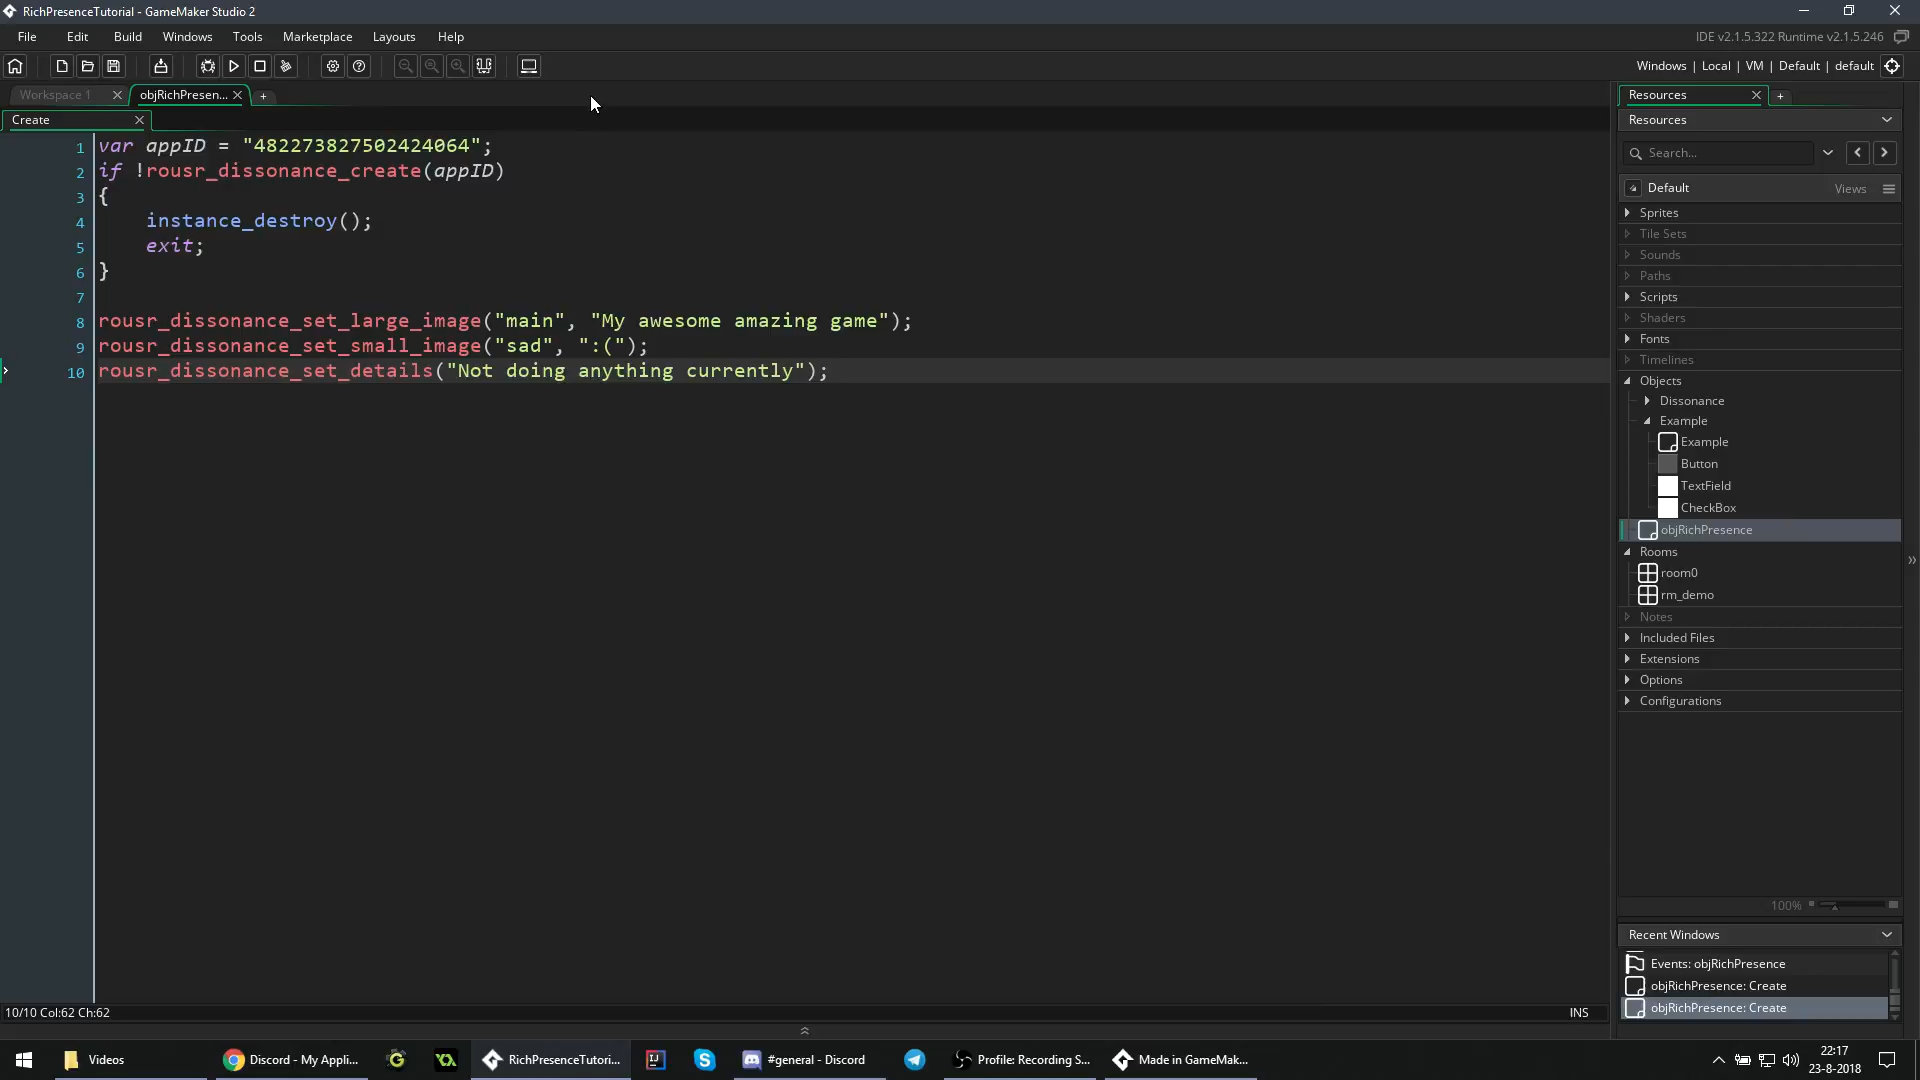 RichPresenceTutorial - GameMaker Studio 2
File Edit Build Windows Tools Marketplace Layouts Help
IDE v2.1.5.322 Runtime v2.1.5.246
Windows | Local | VM | Default | default
Workspace 1
objRichPresen...
Create
1 var appID = "482273827502424064";
2 if !rousr_dissonance_create(appID)
3 {
4 instance_destroy();
5 exit;
6 }
7
8 rousr_dissonance_set_large_image("main", "My awesome amazing game");
9 rousr_dissonance_set_small_image("sad", ":(");
10 rousr_dissonance_set_details("Not doing anything currently");
10/10 Col:62 Ch:62
INS
Resources
Resources
Search...
Default Views
Sprites
Tile Sets
Sounds
Paths
Scripts
Shaders
Fonts
Timelines
Objects
Dissonance
Example
Example
Button
TextField
CheckBox
objRichPresence
Rooms
room0
rm_demo
Notes
Included Files
Extensions
Options
Configurations
100%
Recent Windows
Events: objRichPresence
objRichPresence: Create
objRichPresence: Create
Videos
Discord - My Appli...
RichPresenceTutori...
#general - Discord
Profile: Recording S...
Made in GameMak...
22:17
23-8-2018